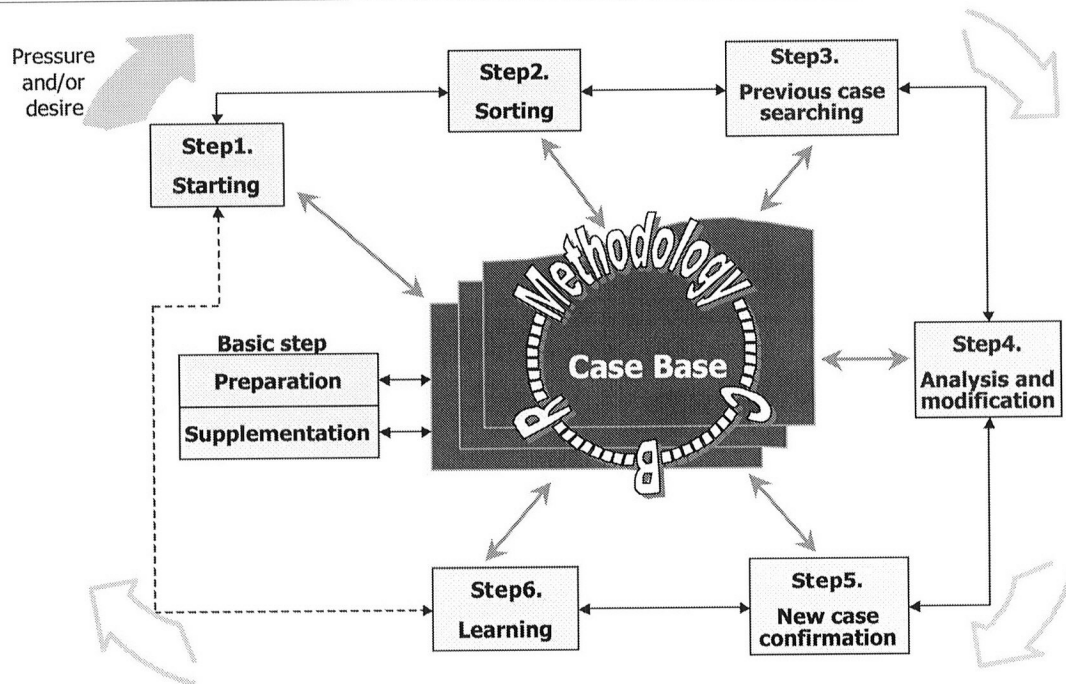 Pressure
and/or
desire
Step1.
Starting
Step2.
Sorting
Step3.
Previous case
searching
Step4.
Analysis and
modification
Step5.
New case
confirmation
Step6.
Learning
Basic step
Preparation
Supplementation
Methodology
Case Base
C
B
R